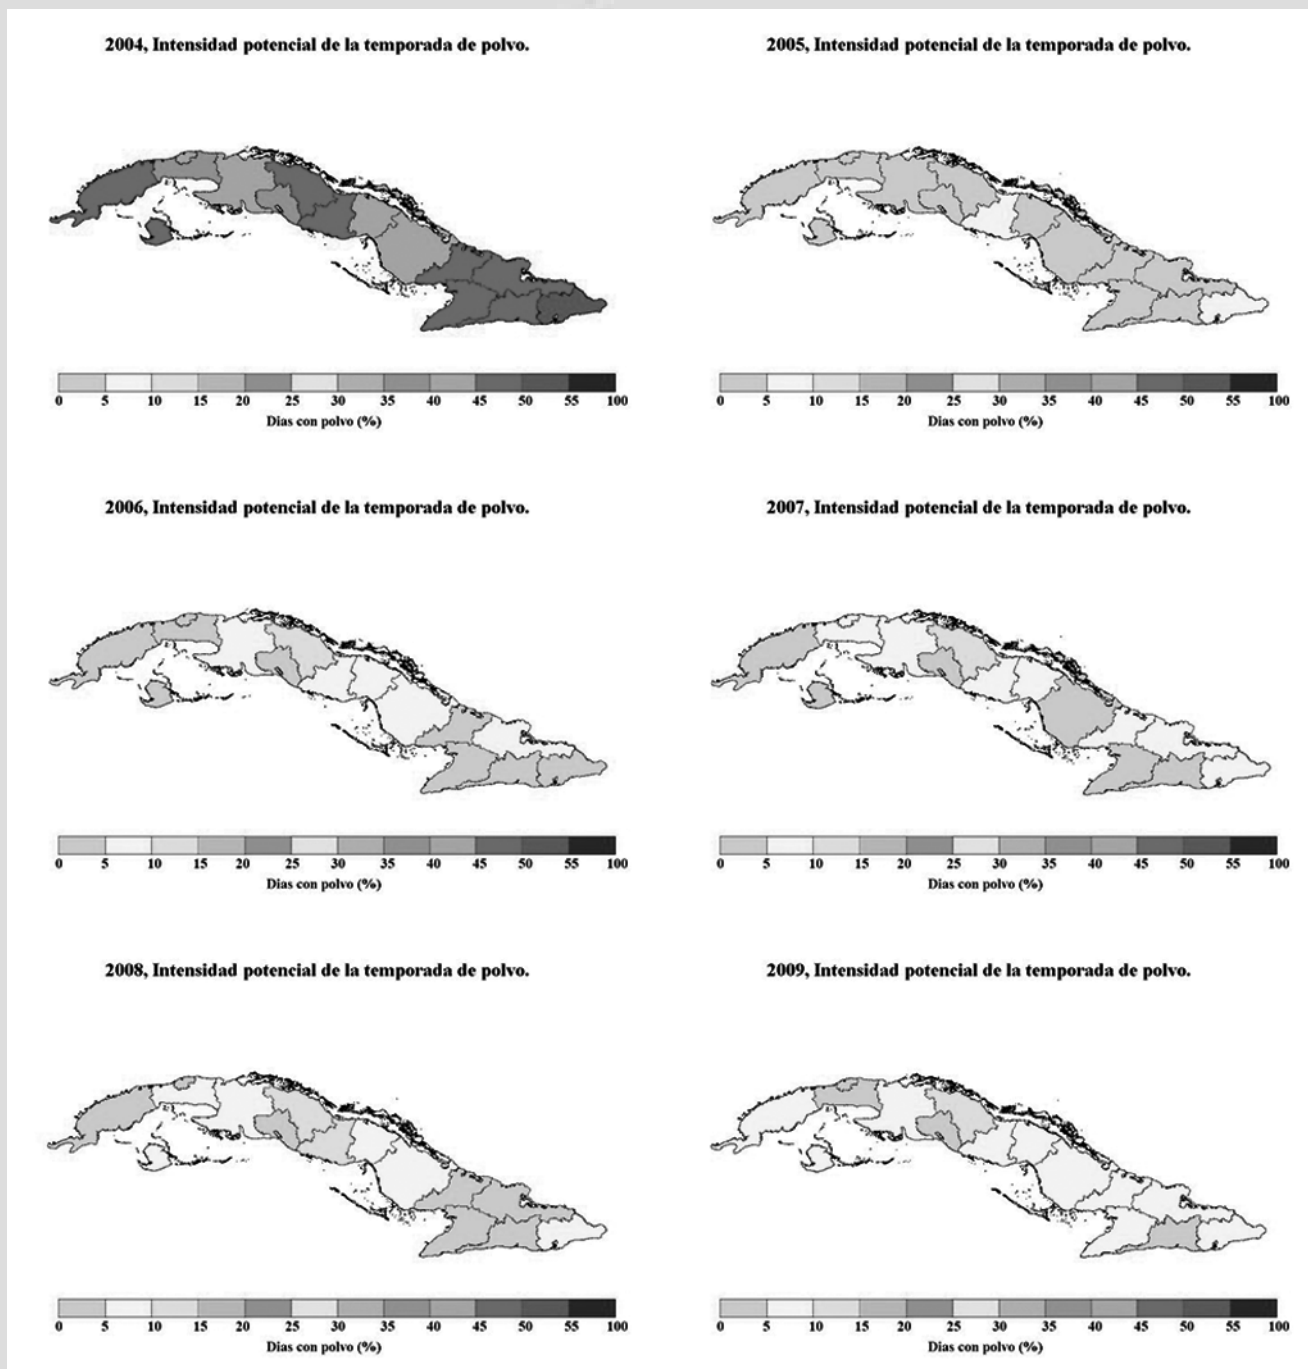 2004, Intensidad potencial de la temporada de polvo.
2005, Intensidad potencial de la temporada de polvo.
0 5 10 15 20 25 30 35 40 45 50 55 100
Dias con polvo (%)
0 5 10 15 20 25 30 35 40 45 50 55 100
Dias con polvo (%)
2006, Intensidad potencial de la temporada de polvo.
2007, Intensidad potencial de la temporada de polvo.
0 5 10 15 20 25 30 35 40 45 50 55 100
Dias con polvo (%)
0 5 10 15 20 25 30 35 40 45 50 55 100
Dias con polvo (%)
2008, Intensidad potencial de la temporada de polvo.
2009, Intensidad potencial de la temporada de polvo.
0 5 10 15 20 25 30 35 40 45 50 55 100
Dias con polvo (%)
0 5 10 15 20 25 30 35 40 45 50 55 100
Dias con polvo (%)